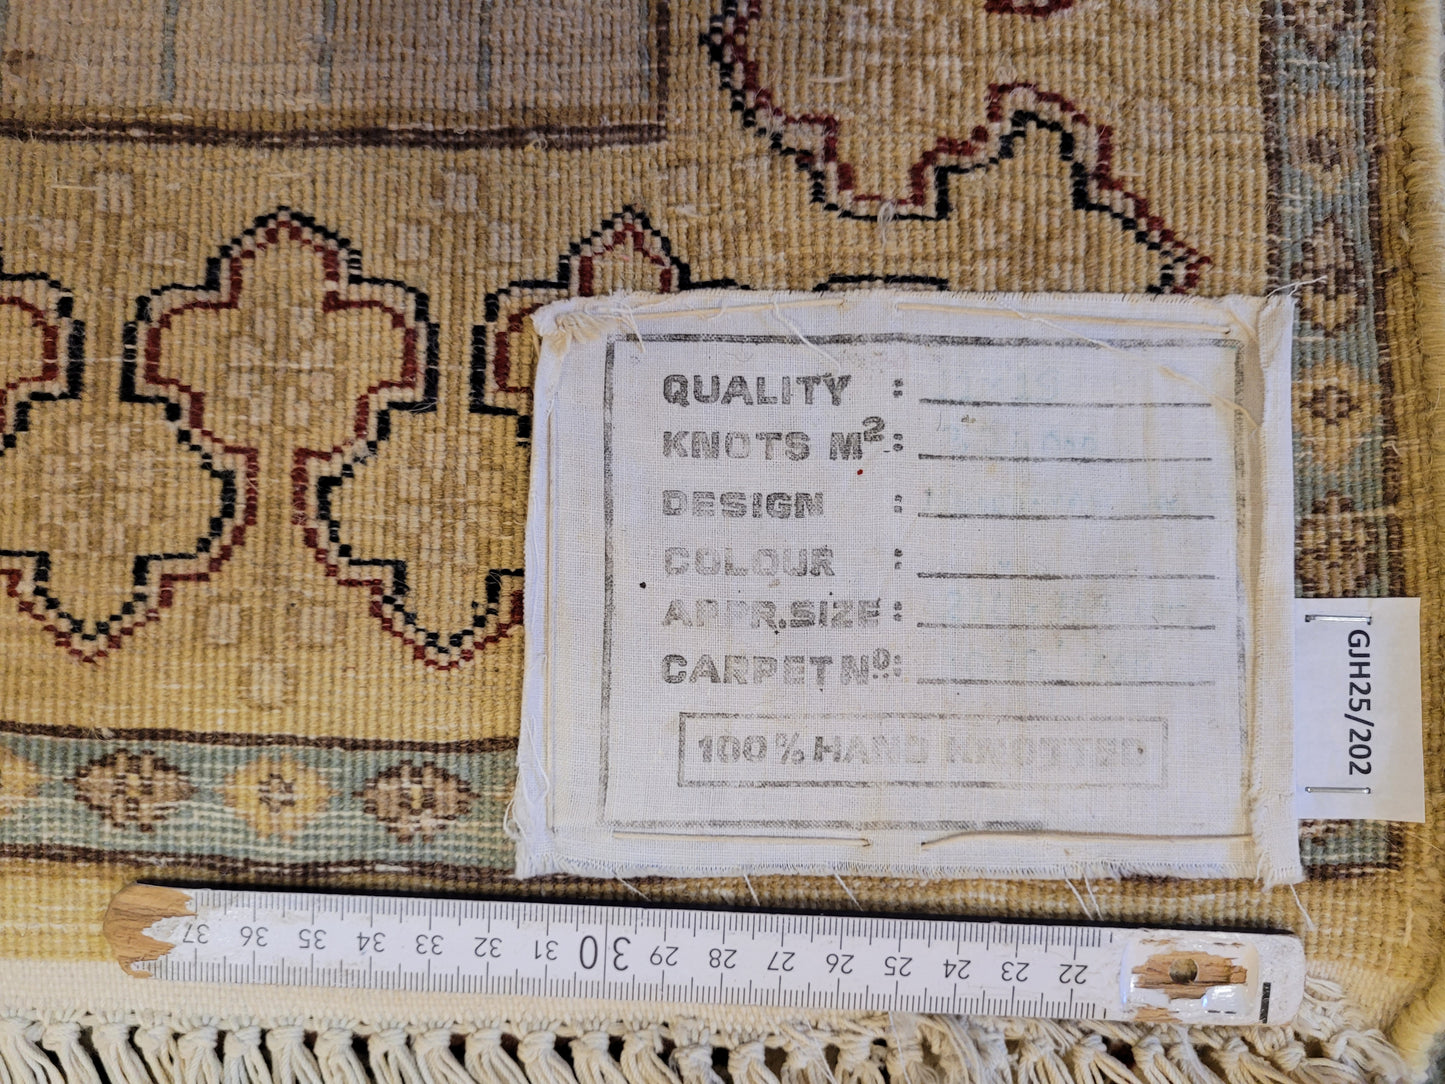 QUALITY :
KNOTS M²:
DESIGN :
COLOUR :
APPR.SIZE :
CARPET Nº:
100% HAND KNOTTED
GJH25/202
37 36 35 34 33 32 31 30 29 28 27 26 25 24 23 22